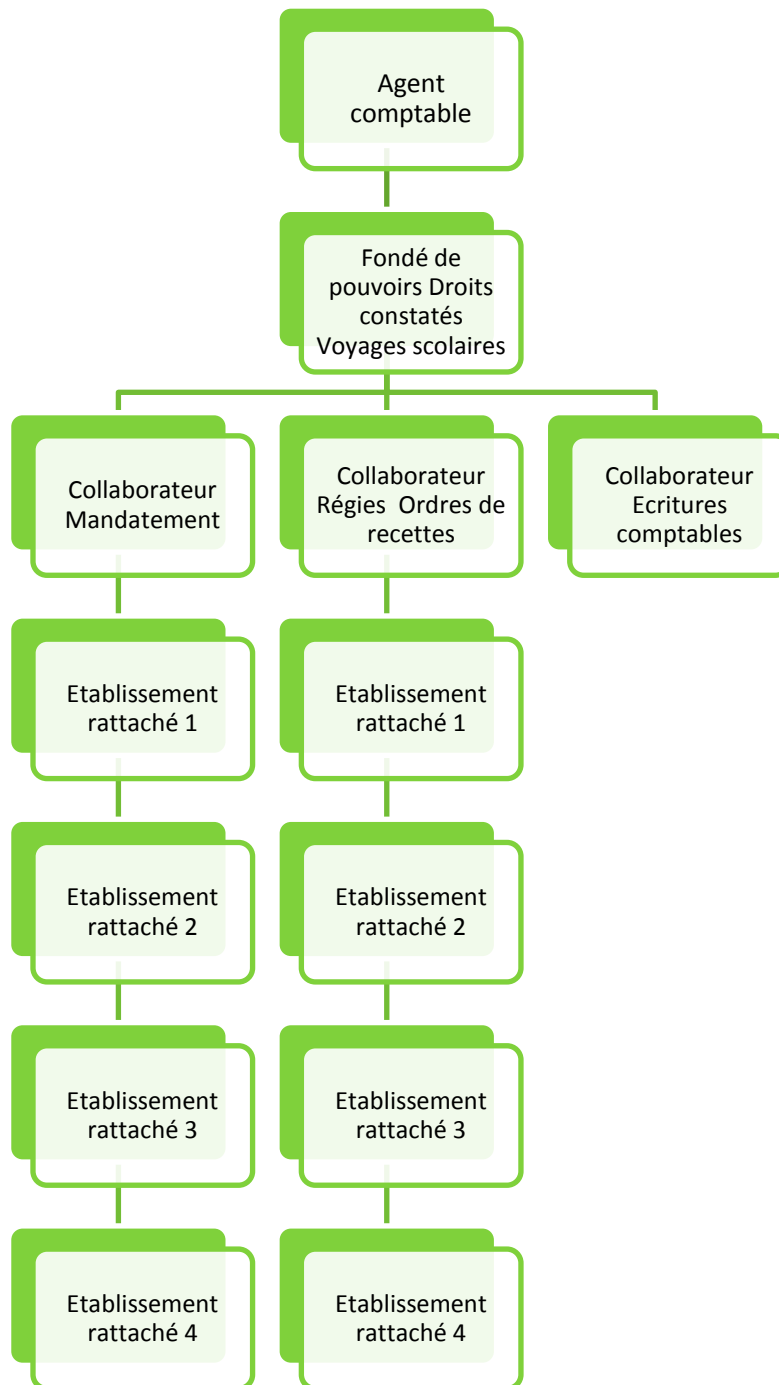 Agent
comptable
Fondé de
pouvoirs Droits
constatés
Voyages scolaires
Collaborateur
Mandatement
Collaborateur
Régies Ordres de
recettes
Collaborateur
Ecritures
comptables
Etablissement
rattaché 1
Etablissement
rattaché 1
Etablissement
rattaché 2
Etablissement
rattaché 2
Etablissement
rattaché 3
Etablissement
rattaché 3
Etablissement
rattaché 4
Etablissement
rattaché 4